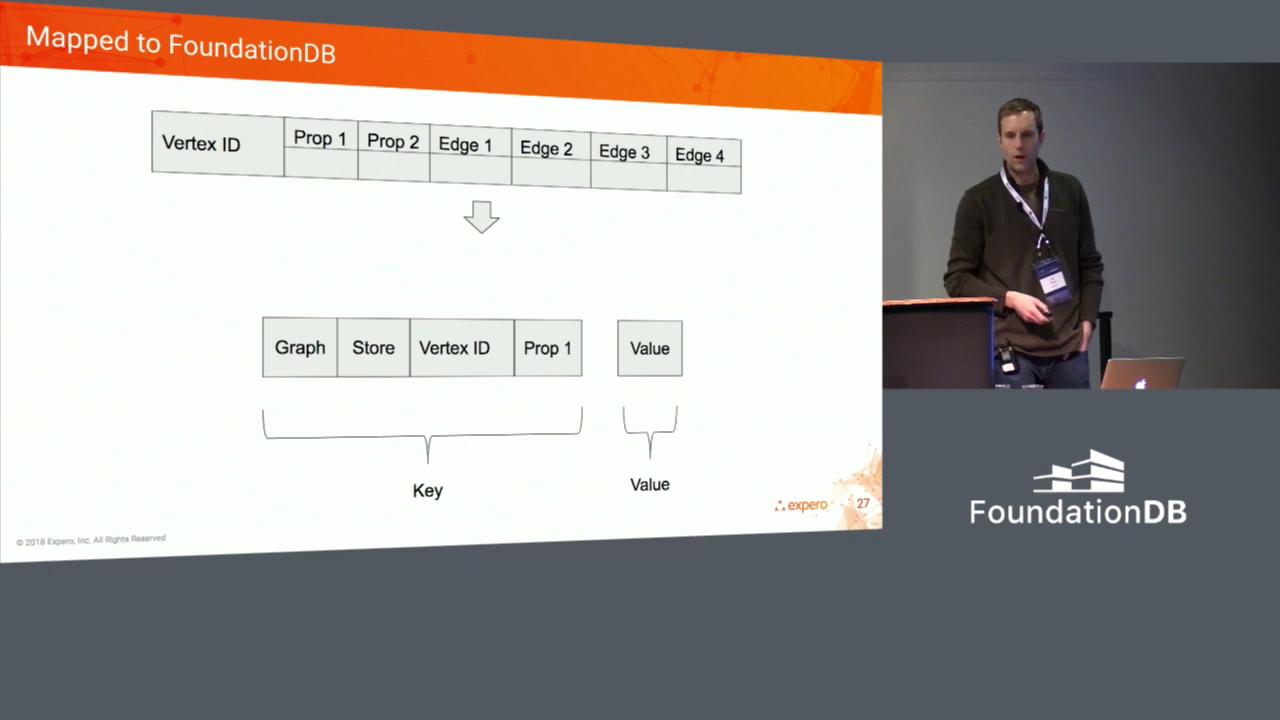 Mapped to FoundationDB
Vertex ID
Prop 1
Prop 2
Edge 1
Edge 2
Edge 3
Edge 4
Graph
Store
Vertex ID
Prop 1
Value
Key
Value
expero
27
© 2018 Expero, Inc. All Rights Reserved
FoundationDB